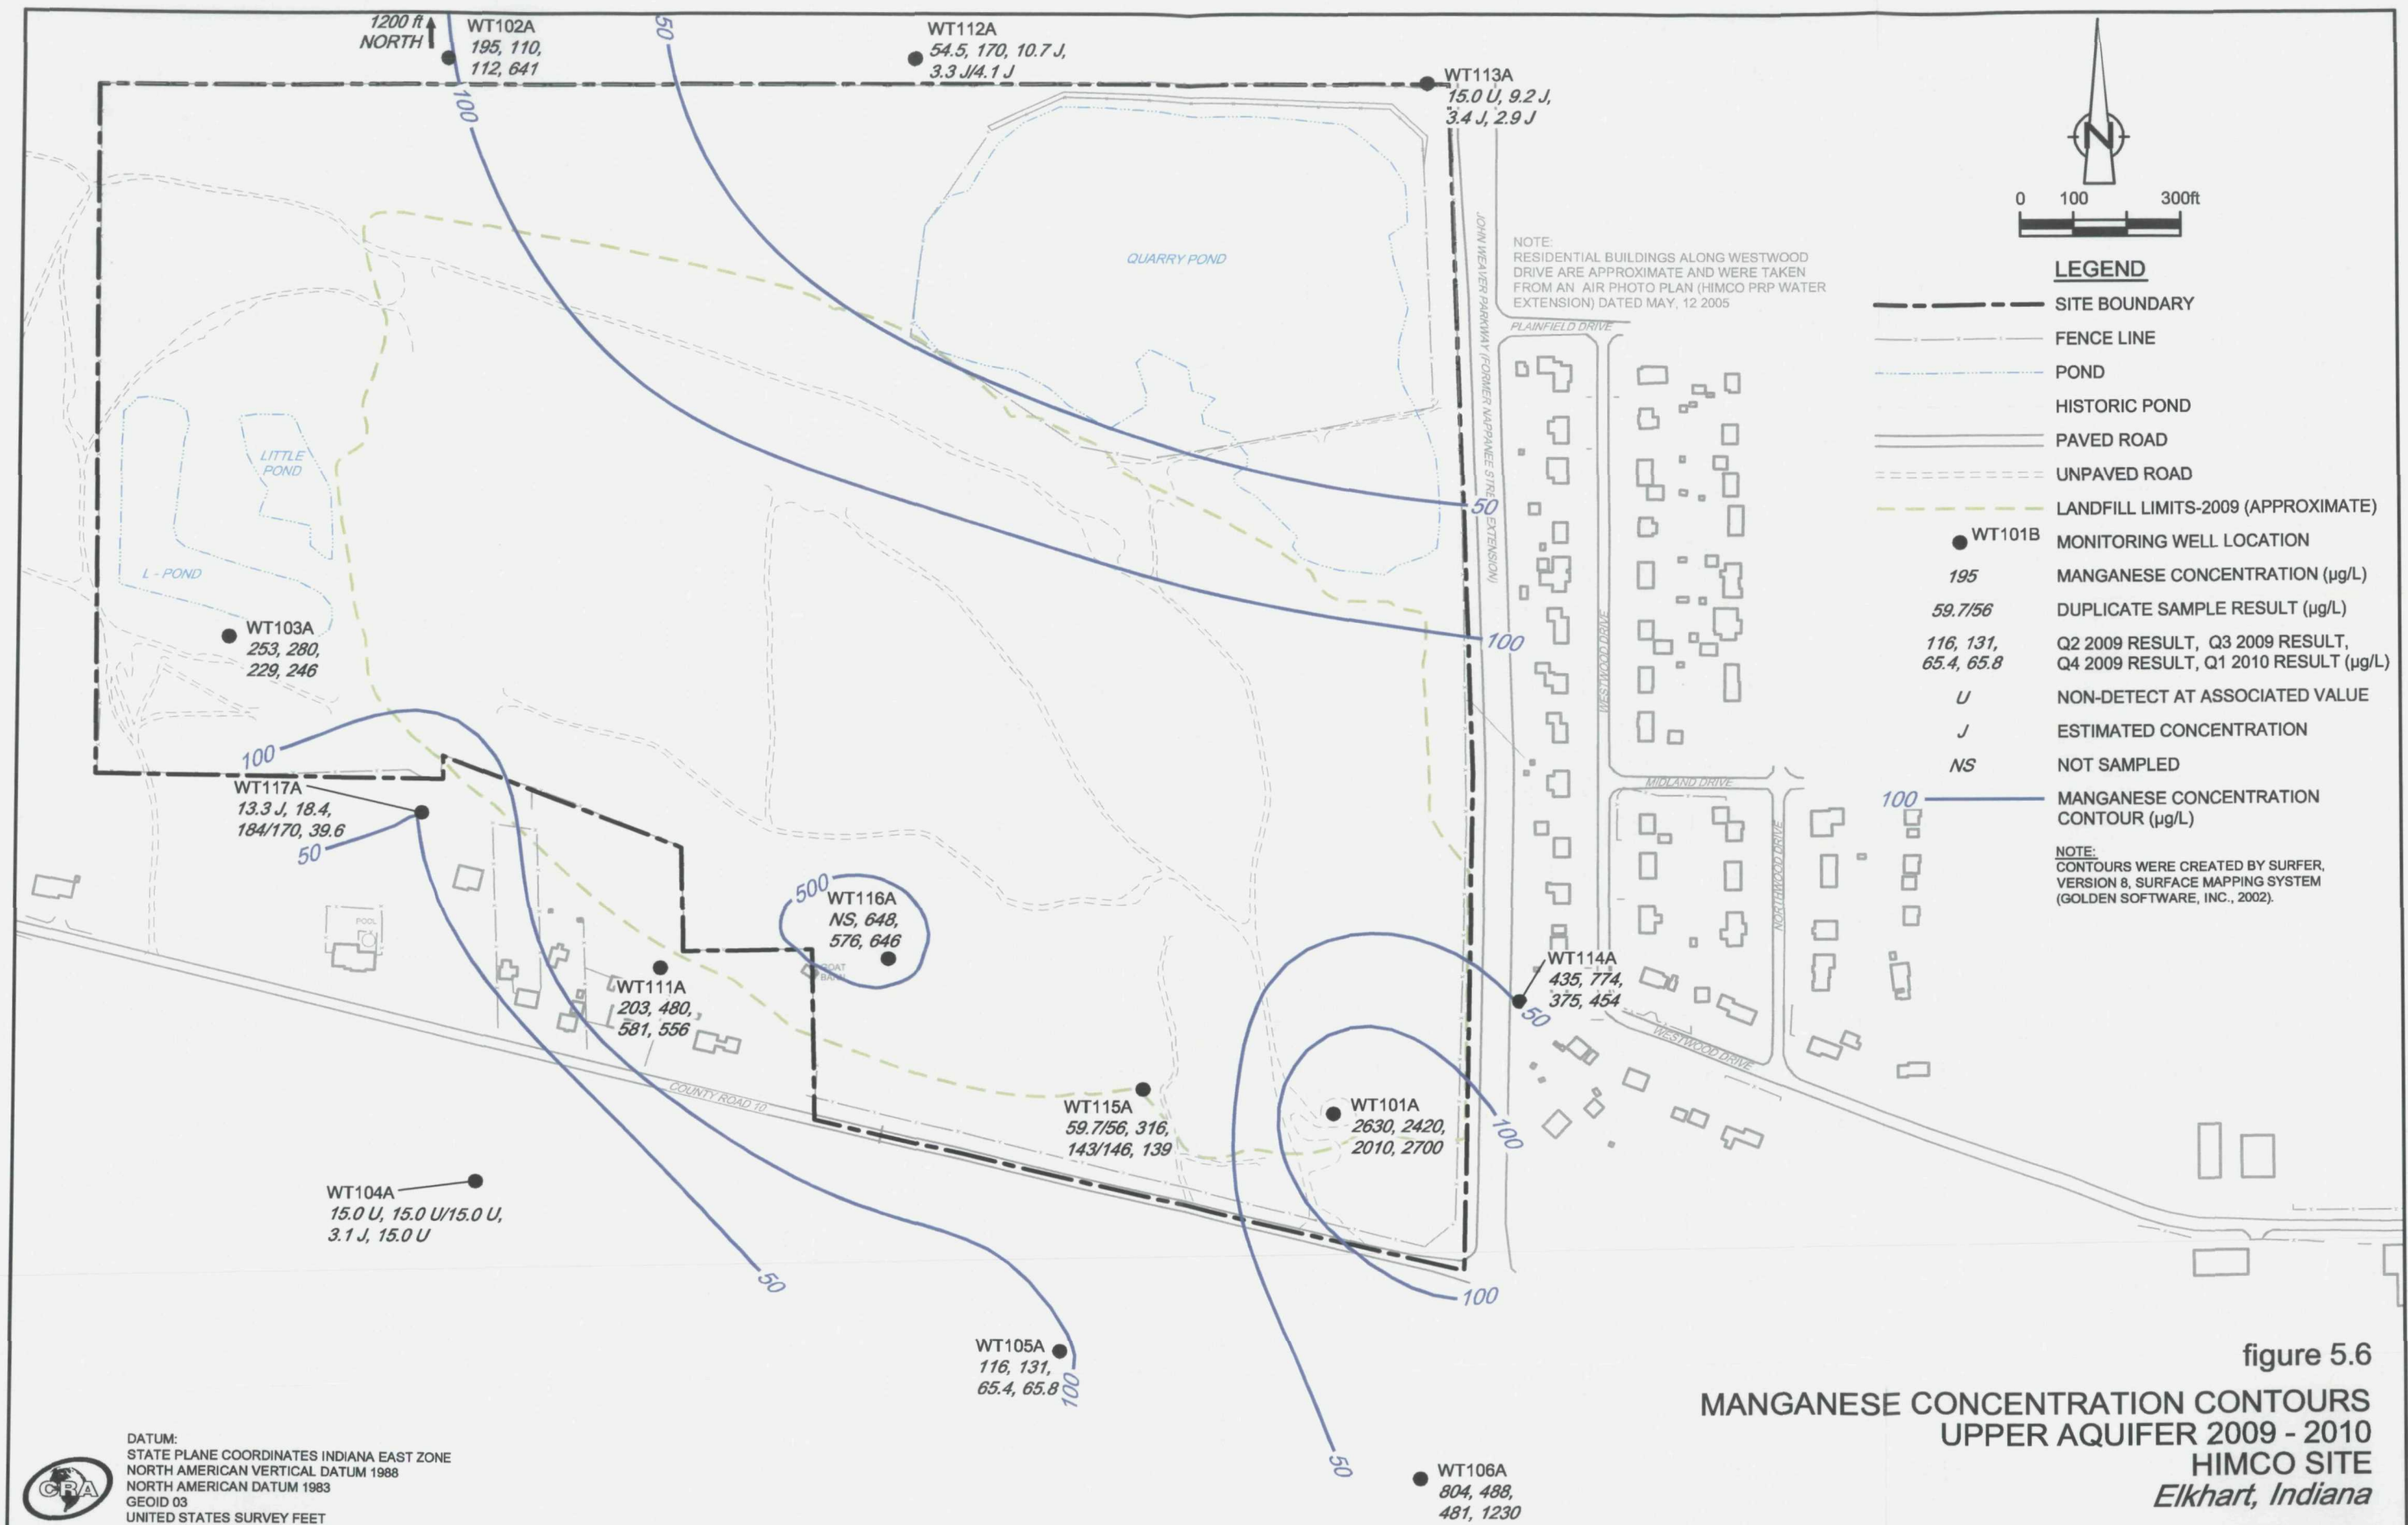 1200 ft
NORTH
WT102A
195, 110,
112, 641
50
WT112A
54.5, 170, 10.7 J,
3.3 J/4.1 J
WT113A
15.0 U, 9.2 J,
3.4 J, 2.9 J
100
N
0 100 300ft
QUARRY POND
JOHN WEAVER PARKWAY (FORMER NAPPANEE STREET EXTENSION)
NOTE:
RESIDENTIAL BUILDINGS ALONG WESTWOOD
DRIVE ARE APPROXIMATE AND WERE TAKEN
FROM AN AIR PHOTO PLAN (HIMCO PRP WATER
EXTENSION) DATED MAY, 12 2005
PLAINFIELD DRIVE
LEGEND
SITE BOUNDARY
FENCE LINE
POND
HISTORIC POND
PAVED ROAD
UNPAVED ROAD
LANDFILL LIMITS-2009 (APPROXIMATE)
WT101B MONITORING WELL LOCATION
195 MANGANESE CONCENTRATION (µg/L)
59.7/56 DUPLICATE SAMPLE RESULT (µg/L)
116, 131, Q2 2009 RESULT, Q3 2009 RESULT,
65.4, 65.8 Q4 2009 RESULT, Q1 2010 RESULT (µg/L)
U NON-DETECT AT ASSOCIATED VALUE
J ESTIMATED CONCENTRATION
NS NOT SAMPLED
100 MANGANESE CONCENTRATION
CONTOUR (µg/L)
NOTE:
CONTOURS WERE CREATED BY SURFER,
VERSION 8, SURFACE MAPPING SYSTEM
(GOLDEN SOFTWARE, INC., 2002).
LITTLE
POND
L - POND
50
100
WESTWOOD DRIVE
WT103A
253, 280,
229, 246
100
WT117A
13.3 J, 18.4,
184/170, 39.6
50
MIDLAND DRIVE
NORTHWOOD DRIVE
POOL
500
WT116A
NS, 648,
576, 646
WT111A
203, 480,
581, 556
WT114A
435, 774,
375, 454
50
WESTWOOD DRIVE
COUNTY ROAD 10
WT115A
59.7/56, 316,
143/146, 139
WT101A
2630, 2420,
2010, 2700
100
WT104A
15.0 U, 15.0 U/15.0 U,
3.1 J, 15.0 U
50
100
WT105A
116, 131,
65.4, 65.8
100
50
WT106A
804, 488,
481, 1230
figure 5.6
MANGANESE CONCENTRATION CONTOURS
UPPER AQUIFER 2009 - 2010
HIMCO SITE
Elkhart, Indiana
CRA
DATUM:
STATE PLANE COORDINATES INDIANA EAST ZONE
NORTH AMERICAN VERTICAL DATUM 1988
NORTH AMERICAN DATUM 1983
GEOID 03
UNITED STATES SURVEY FEET